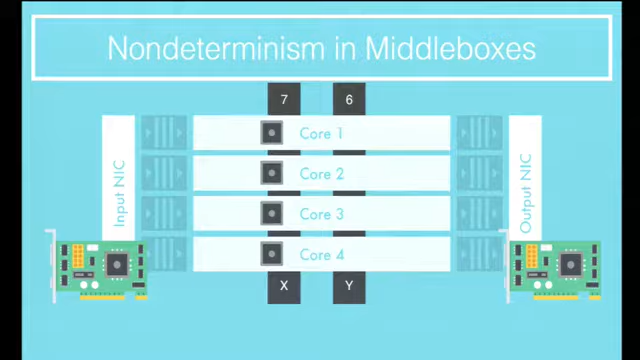 Nondeterminism in Middleboxes
7 6
Input NIC
Core 1
Core 2
Core 3
Core 4
Output NIC
X Y